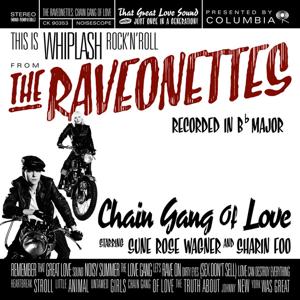 STEREO
THE RAVEONETTES: CHAIN GANG OF LOVE
CK 90353 NOISESCOPE
That Great Love Sound
JUST ONCE IN A GENERATION!
PRESENTED BY
COLUMBIA
THIS IS WHIPLASH ROCK'N'ROLL
FROM
THE RAVEONETTES
RECORDED IN B♭ MAJOR
Chain Gang Of Love
STARRING SUNE ROSE WAGNER AND SHARIN FOO
REMEMBER THAT GREAT LOVE SOUND NOISY SUMMER THE LOVE GANG LET'S RAVE ON DIRTY EYES (SEX DON'T SELL) LOVE CAN DESTROY EVERYTHING
HEARTBREAK STROLL LITTLE ANIMAL UNTAMED GIRLS CHAIN GANG OF LOVE THE TRUTH ABOUT JOHNNY NEW YORK WAS GREAT